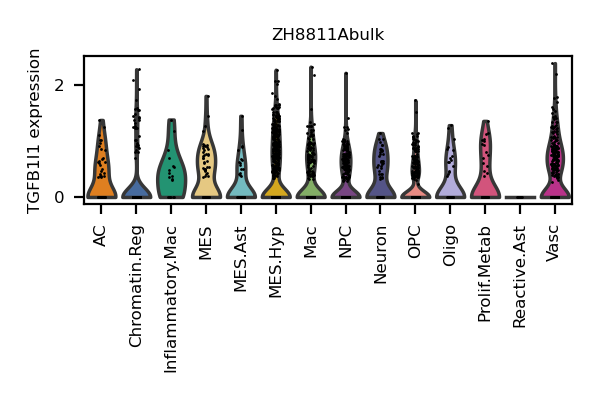 ZH8811Abulk
TGFB1I1 expression
2
0
AC
Chromatin.Reg
Inflammatory.Mac
MES
MES.Ast
MES.Hyp
Mac
NPC
Neuron
OPC
Oligo
Prolif.Metab
Reactive.Ast
Vasc